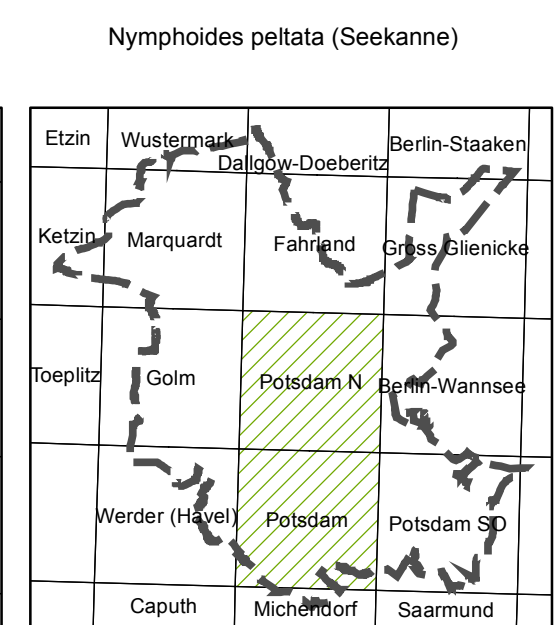 Nymphoides peltata (Seekanne)
Etzin
Wustermark
Dallgow-Doeberitz
Berlin-Staaken
Ketzin
Marquardt
Fahrland
Gross Glienicke
Toeplitz
Golm
Potsdam N
Berlin-Wannsee
Werder (Havel)
Potsdam
Potsdam SO
Caputh
Michendorf
Saarmund